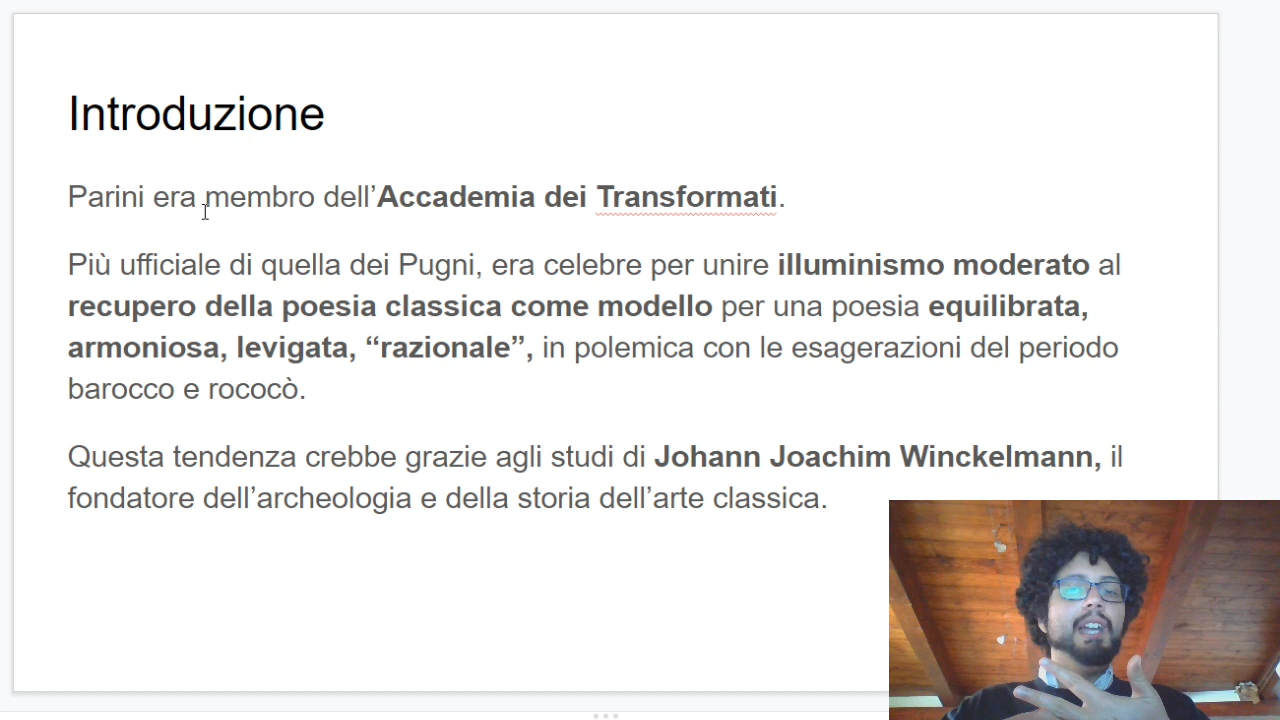 Introduzione
Parini era membro dell’Accademia dei Transformati.
Più ufficiale di quella dei Pugni, era celebre per unire illuminismo moderato al
recupero della poesia classica come modello per una poesia equilibrata,
armoniosa, levigata, “razionale”, in polemica con le esagerazioni del periodo
barocco e rococò.
Questa tendenza crebbe grazie agli studi di Johann Joachim Winckelmann, il
fondatore dell’archeologia e della storia dell’arte classica.